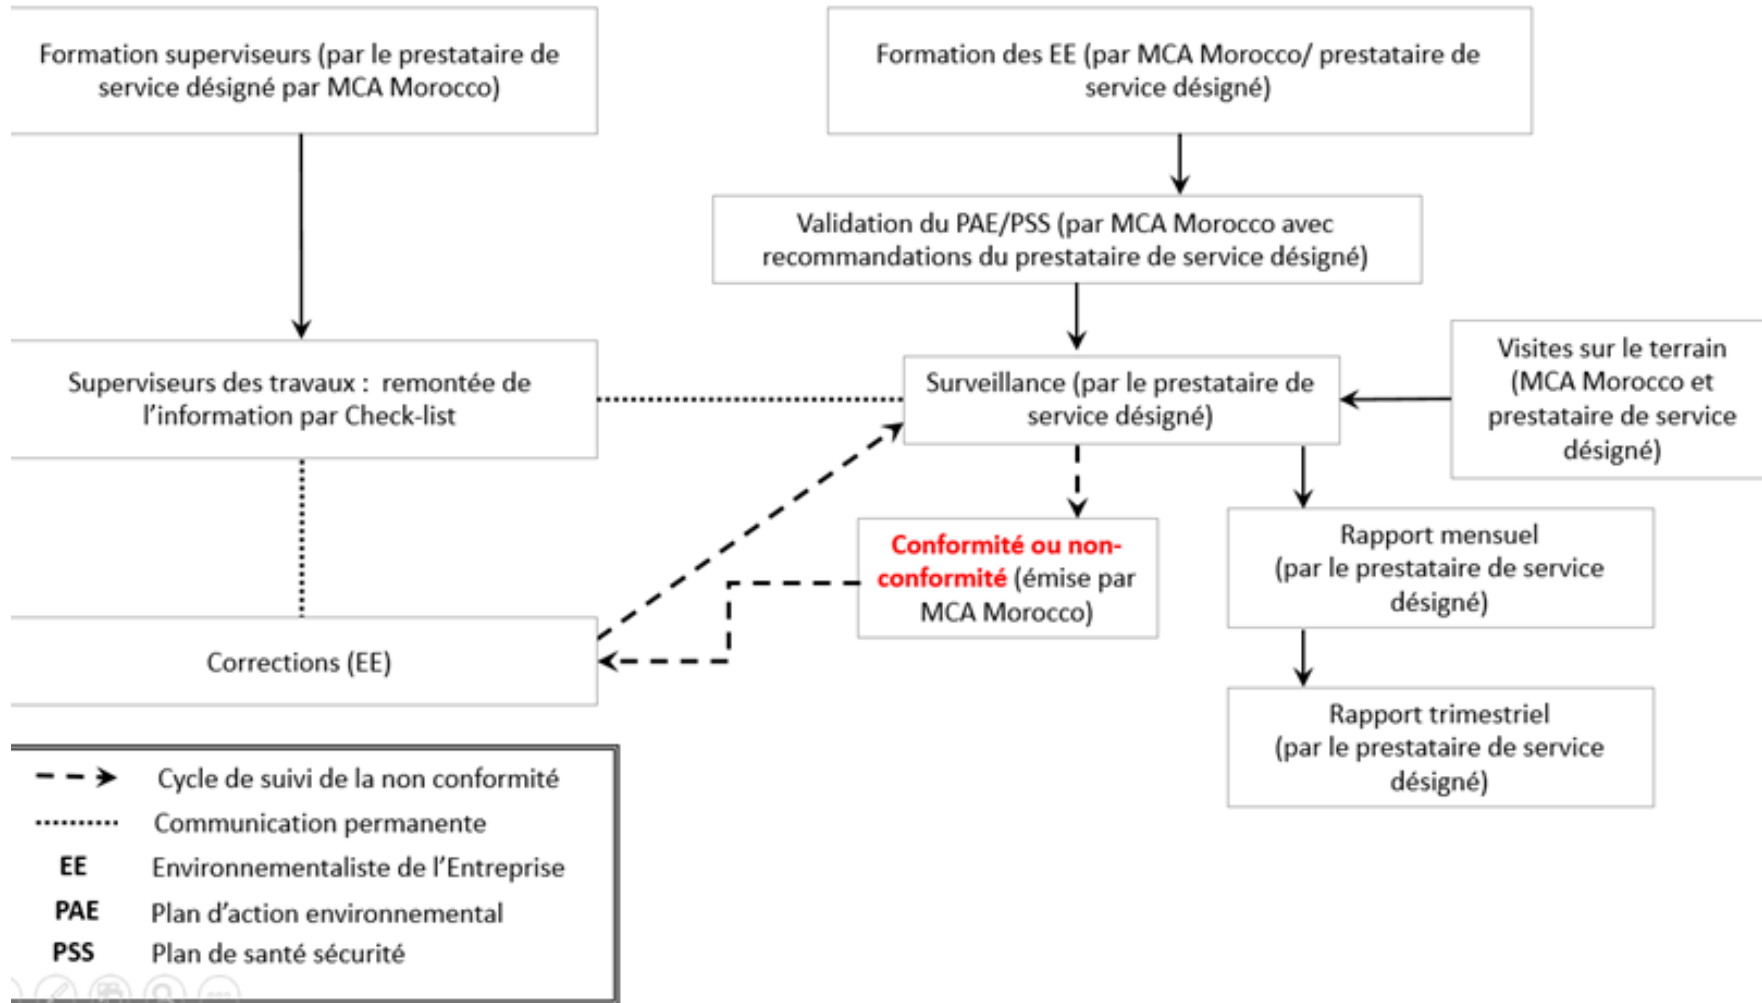 Formation superviseurs (par le prestataire de
service désigné par MCA Morocco)
Formation des EE (par MCA Morocco/ prestataire de
service désigné)
Validation du PAE/PSS (par MCA Morocco avec
recommandations du prestataire de service désigné)
Superviseurs des travaux : remontée de
l’information par Check-list
Surveillance (par le prestataire de
service désigné)
Visites sur le terrain
(MCA Morocco et
prestataire de service
désigné)
Conformité ou non-
conformité (émise par
MCA Morocco)
Rapport mensuel
(par le prestataire de service
désigné)
Corrections (EE)
Rapport trimestriel
(par le prestataire de service
désigné)
Cycle de suivi de la non conformité
Communication permanente
EE Environnementaliste de l’Entreprise
PAE Plan d’action environnemental
PSS Plan de santé sécurité